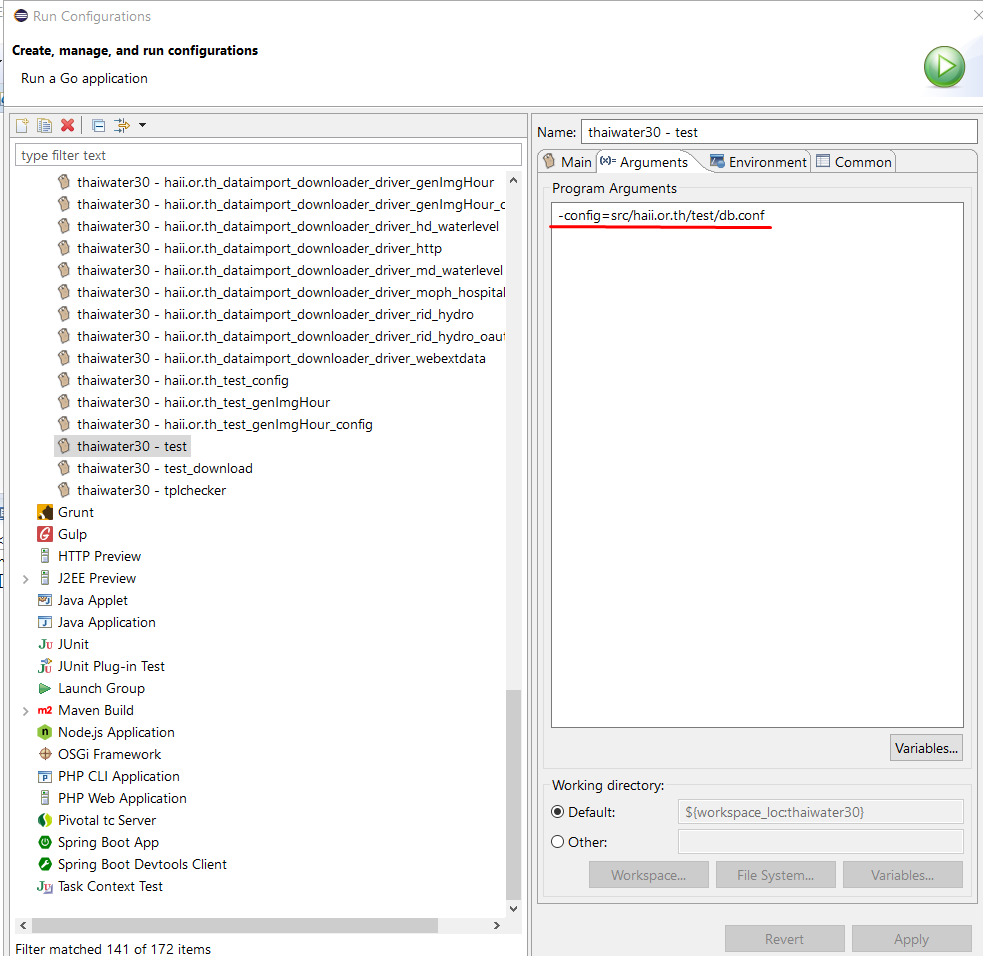 Run Configurations
Create, manage, and run configurations
Run a Go application
type filter text
thaiwater30 - haii.or.th_dataimport_downloader_driver_genImgHour
thaiwater30 - haii.or.th_dataimport_downloader_driver_genImgHour_c
thaiwater30 - haii.or.th_dataimport_downloader_driver_hd_waterlevel
thaiwater30 - haii.or.th_dataimport_downloader_driver_http
thaiwater30 - haii.or.th_dataimport_downloader_driver_md_waterlevel
thaiwater30 - haii.or.th_dataimport_downloader_driver_moph_hospital
thaiwater30 - haii.or.th_dataimport_downloader_driver_rid_hydro
thaiwater30 - haii.or.th_dataimport_downloader_driver_rid_hydro_oaut
thaiwater30 - haii.or.th_dataimport_downloader_driver_webextdata
thaiwater30 - haii.or.th_test_config
thaiwater30 - haii.or.th_test_genImgHour
thaiwater30 - haii.or.th_test_genImgHour_config
thaiwater30 - test
thaiwater30 - test_download
thaiwater30 - tplchecker
Grunt
Gulp
HTTP Preview
J2EE Preview
Java Applet
Java Application
JUnit
JUnit Plug-in Test
Launch Group
m2 Maven Build
Node.js Application
OSGi Framework
PHP CLI Application
PHP Web Application
Pivotal tc Server
Spring Boot App
Spring Boot Devtools Client
Task Context Test
Filter matched 141 of 172 items
Name: thaiwater30 - test
Main (x)= Arguments Environment Common
Program Arguments
-config=src/haii.or.th/test/db.conf
Variables...
Working directory:
Default: ${workspace_loc:thaiwater30}
Other:
Workspace... File System... Variables...
Revert Apply